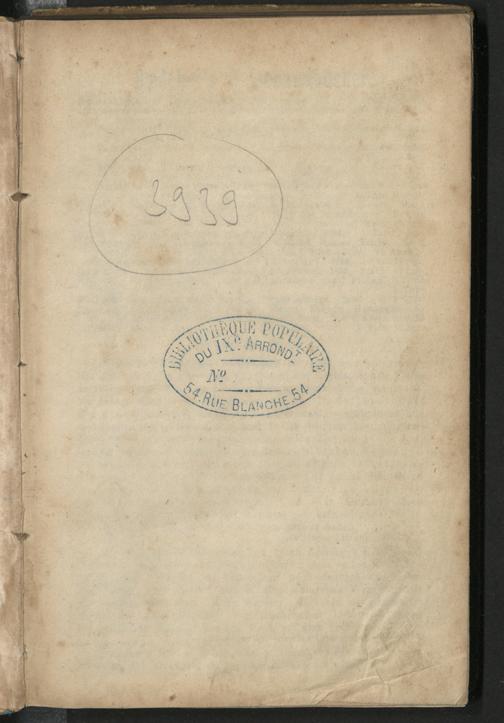 3939
BIBLIOTHÈQUE POPULAIRE
DU IXe ARRONDT
No
54. RUE BLANCHE. 54